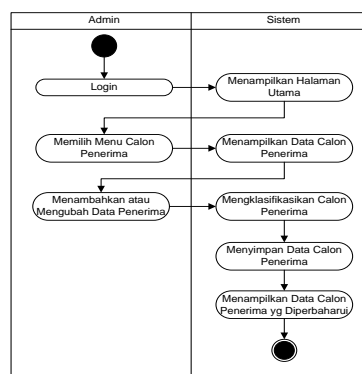 Admin
Sistem
Login
Menampilkan Halaman
Utama
Memilih Menu Calon
Penerima
Menampilkan Data Calon
Penerima
Menambahkan atau
Mengubah Data Penerima
Mengklasifikasikan Calon
Penerima
Menyimpan Data Calon
Penerima
Menampilkan Data Calon
Penerima yg Diperbaharui